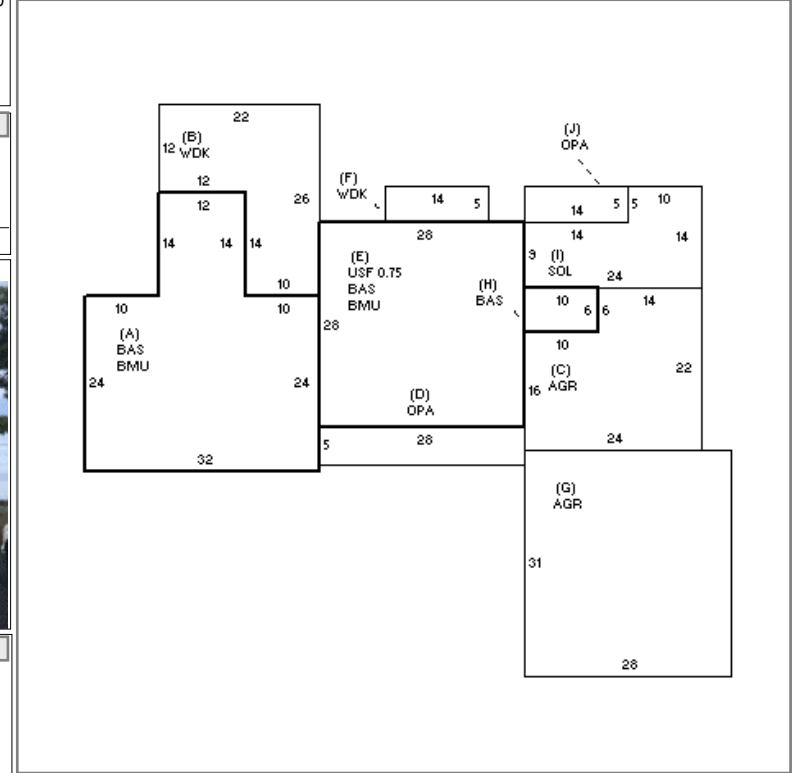 22
(B)
12 WDK
12
12
26
14 14 14
10
10 10
(A)
BAS
BMU
24 24
32
(F)
WDK
14 5
28
(E)
USF 0.75
BAS
BMU
28
(H)
BAS
(D)
OPA
5 28
(J)
OPA
14 5 5 10
14 14
9 (I)
SOL
24
10 6 6 14
10
16 (C)
AGR
22
24
(G)
AGR
31
28